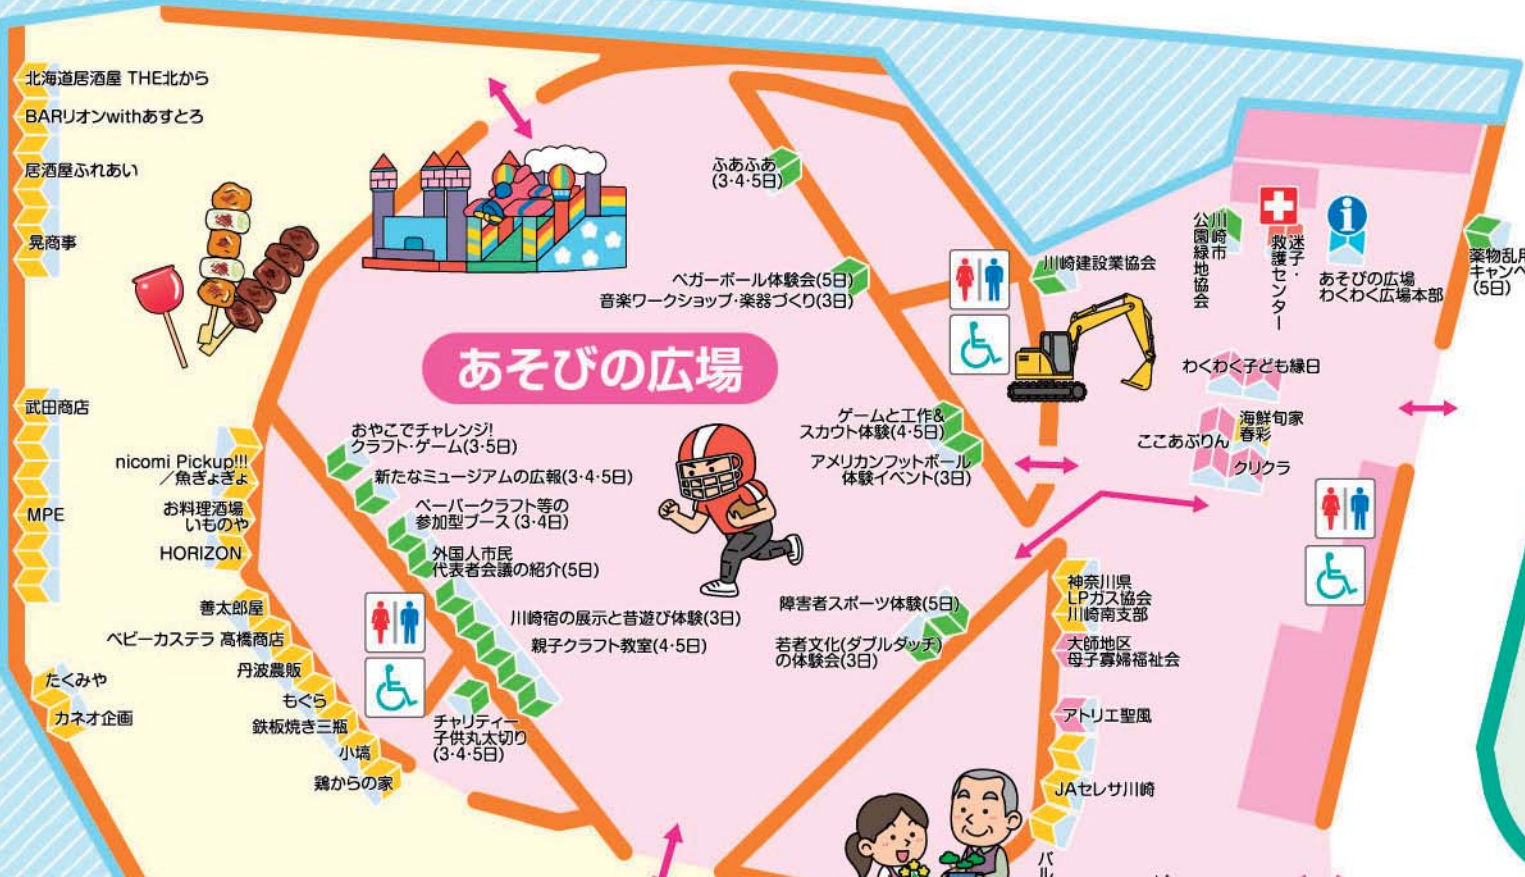 北海道居酒屋 THE北から
BARリオンwithあすとろ
居酒屋ふれあい
晃商事
武田商店
MPE
たくみや
カネオ企画
nicomi Pickup!!!
／魚ぎょぎょ
お料理酒場
いものや
HORIZON
善太郎屋
ベビーカステラ 髙橋商店
丹波農販
もぐら
鉄板焼き三瓶
小塙
鶏からの家
ふあふあ
(3・4・5日)
ベガーボール体験会(5日)
音楽ワークショップ・楽器づくり(3日)
あそびの広場
おやこでチャレンジ!
クラフト・ゲーム(3・5日)
新たなミュージアムの広報(3・4・5日)
ペーパークラフト等の
参加型ブース(3・4日)
外国人市民
代表者会議の紹介(5日)
川崎宿の展示と昔遊び体験(3日)
親子クラフト教室(4・5日)
チャリティー
子供丸太切り
(3・4・5日)
ゲームと工作&
スカウト体験(4・5日)
アメリカンフットボール
体験イベント(3日)
障害者スポーツ体験(5日)
若者文化(ダブルダッチ)
の体験会(3日)
川崎建設業協会
川崎市
公園緑地協会
迷子・
救護センター
i
あそびの広場
わくわく広場本部
薬物乱用
キャンペ
(5日)
わくわく子ども縁日
海鮮旬家
春彩
ここあぷりん
クリクラ
神奈川県
LPガス協会
川崎南支部
大師地区
母子寡婦福祉会
アトリエ聖風
JAセレサ川崎
バル